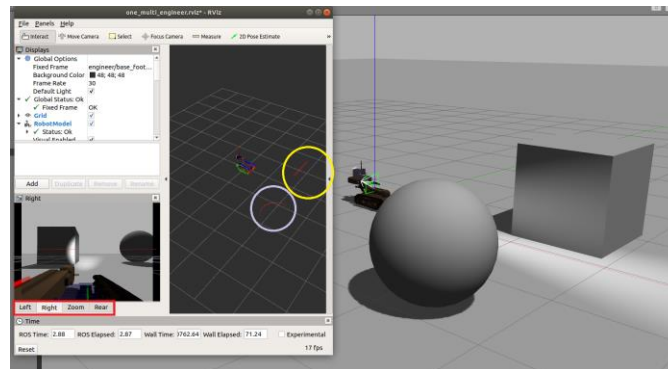 one_multi_engineer.rviz* - RViz
File Panels Help
Interact Move Camera Select Focus Camera Measure 2D Pose Estimate
Displays
Global Options
Fixed Frame engineer/base_foot...
Background Color 48; 48; 48
Frame Rate 30
Default Light
Global Status: Ok
Fixed Frame OK
Grid
RobotModel
Status: Ok
Visual Enabled
Add Duplicate Remove Rename
Right
Left Right Zoom Rear
Time
ROS Time: 2.88 ROS Elapsed: 2.87 Wall Time: )762.64 Wall Elapsed: 71.24 Experimental
Reset 17 fps